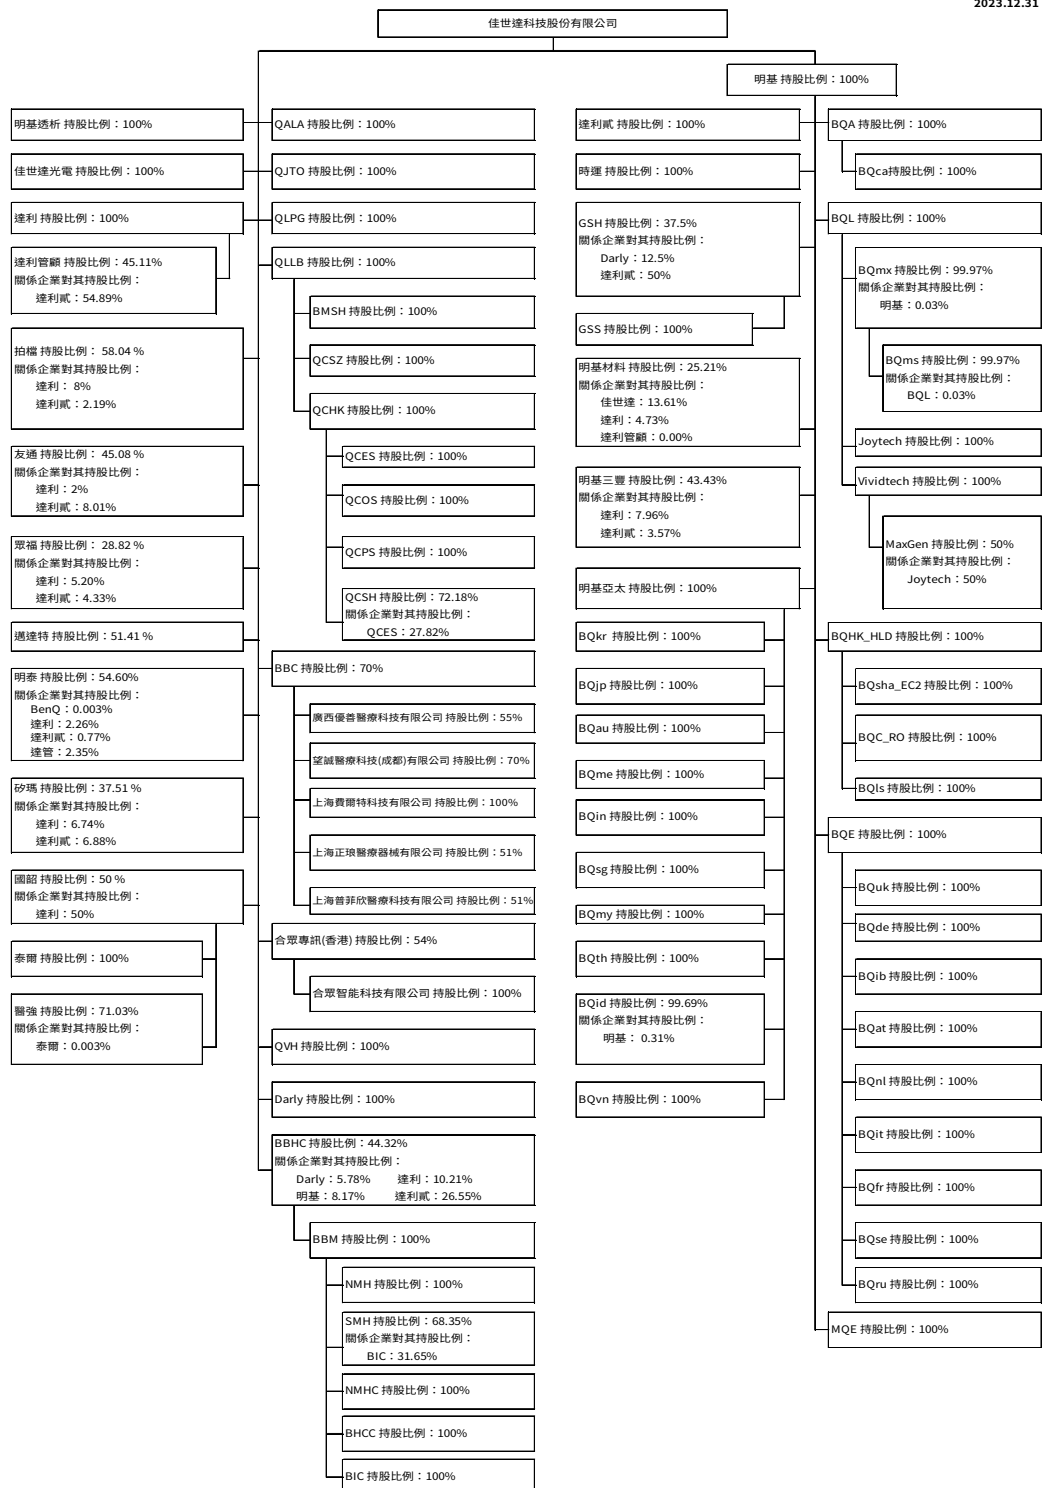 2023.12.31
佳世達科技股份有限公司
明基 持股比例：100%
明基透析 持股比例：100%
佳世達光電 持股比例：100%
達利 持股比例：100%
達利管顧 持股比例：45.11%
關係企業對其持股比例：
達利貳：54.89%
拍檔 持股比例： 58.04 %
關係企業對其持股比例：
達利： 8%
達利貳：2.19%
友通 持股比例： 45.08 %
關係企業對其持股比例：
達利：2%
達利貳：8.01%
眾福 持股比例： 28.82 %
關係企業對其持股比例：
達利：5.20%
達利貳：4.33%
邁達特 持股比例：51.41 %
明泰 持股比例：54.60%
關係企業對其持股比例：
BenQ：0.003%
達利：2.26%
達利貳：0.77%
達管：2.35%
矽瑪 持股比例：37.51 %
關係企業對其持股比例：
達利：6.74%
達利貳：6.88%
國韶 持股比例：50 %
關係企業對其持股比例：
達利：50%
泰爾 持股比例：100%
醫強 持股比例：71.03%
關係企業對其持股比例：
泰爾：0.003%
QALA 持股比例：100%
QJTO 持股比例：100%
QLPG 持股比例：100%
QLLB 持股比例：100%
BMSH 持股比例：100%
QCSZ 持股比例：100%
QCHK 持股比例：100%
QCES 持股比例：100%
QCOS 持股比例：100%
QCPS 持股比例：100%
QCSH 持股比例：72.18%
關係企業對其持股比例：
QCES：27.82%
BBC 持股比例：70%
廣西優善醫療科技有限公司 持股比例：55%
望誠醫療科技(成都)有限公司 持股比例：70%
上海費爾特科技有限公司 持股比例：100%
上海正琅醫療器械有限公司 持股比例：51%
上海普菲欣醫療科技有限公司 持股比例：51%
合眾專訊(香港) 持股比例：54%
合眾智能科技有限公司 持股比例：100%
QVH 持股比例：100%
Darly 持股比例：100%
BBHC 持股比例：44.32%
關係企業對其持股比例：
Darly：5.78% 達利：10.21%
明基：8.17% 達利貳：26.55%
BBM 持股比例：100%
NMH 持股比例：100%
SMH 持股比例：68.35%
關係企業對其持股比例：
BIC：31.65%
NMHC 持股比例：100%
BHCC 持股比例：100%
BIC 持股比例：100%
達利貳 持股比例：100%
時運 持股比例：100%
GSH 持股比例：37.5%
關係企業對其持股比例：
Darly：12.5%
達利貳：50%
GSS 持股比例：100%
明基材料 持股比例：25.21%
關係企業對其持股比例：
佳世達：13.61%
達利：4.73%
達利管顧：0.00%
明基三豐 持股比例：43.43%
關係企業對其持股比例：
達利：7.96%
達利貳：3.57%
明基亞太 持股比例：100%
BQkr 持股比例：100%
BQjp 持股比例：100%
BQau 持股比例：100%
BQme 持股比例：100%
BQin 持股比例：100%
BQsg 持股比例：100%
BQmy 持股比例：100%
BQth 持股比例：100%
BQid 持股比例：99.69%
關係企業對其持股比例：
明基： 0.31%
BQvn 持股比例：100%
BQA 持股比例：100%
BQca持股比例：100%
BQL 持股比例：100%
BQmx 持股比例：99.97%
關係企業對其持股比例：
明基：0.03%
BQms 持股比例：99.97%
關係企業對其持股比例：
BQL：0.03%
Joytech 持股比例：100%
Vividtech 持股比例：100%
MaxGen 持股比例：50%
關係企業對其持股比例：
Joytech：50%
BQHK_HLD 持股比例：100%
BQsha_EC2 持股比例：100%
BQC_RO 持股比例：100%
BQls 持股比例：100%
BQE 持股比例：100%
BQuk 持股比例：100%
BQde 持股比例：100%
BQib 持股比例：100%
BQat 持股比例：100%
BQnl 持股比例：100%
BQit 持股比例：100%
BQfr 持股比例：100%
BQse 持股比例：100%
BQru 持股比例：100%
MQE 持股比例：100%